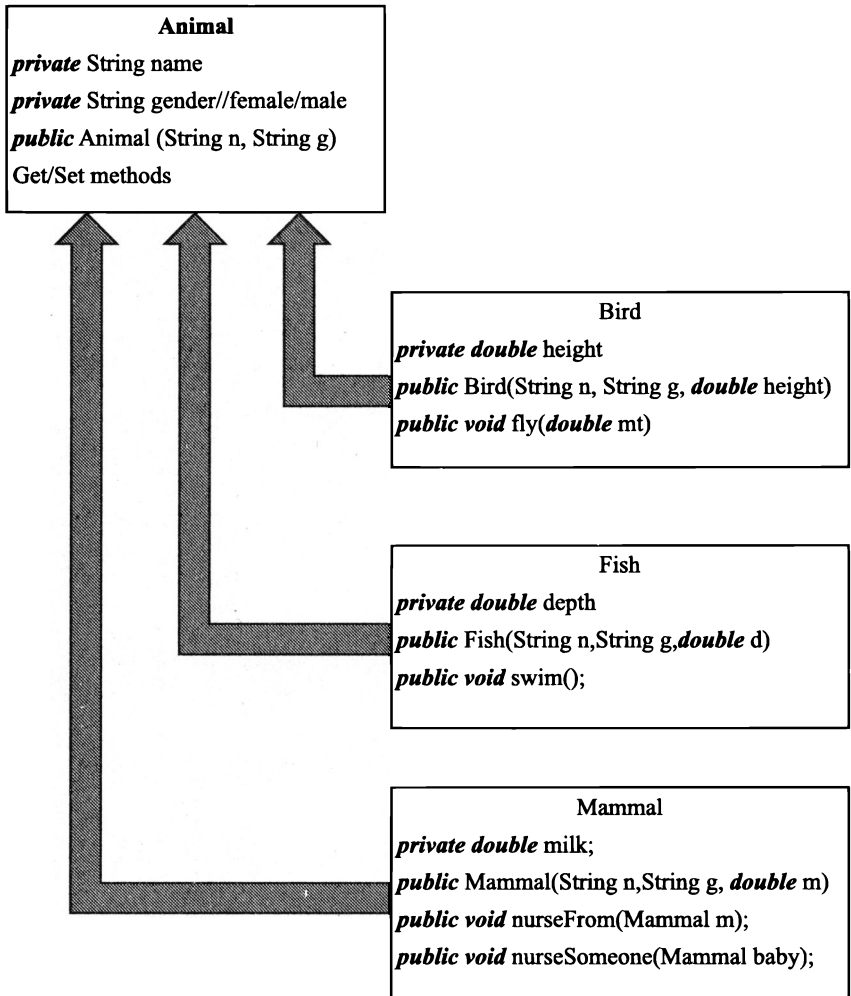 Animal
private String name
private String gender//female/male
public Animal (String n, String g)
Get/Set methods
Bird
private double height
public Bird(String n, String g, double height)
public void fly(double mt)
Fish
private double depth
public Fish(String n,String g,double d)
public void swim();
Mammal
private double milk;
public Mammal(String n,String g, double m)
public void nurseFrom(Mammal m);
public void nurseSomeone(Mammal baby);